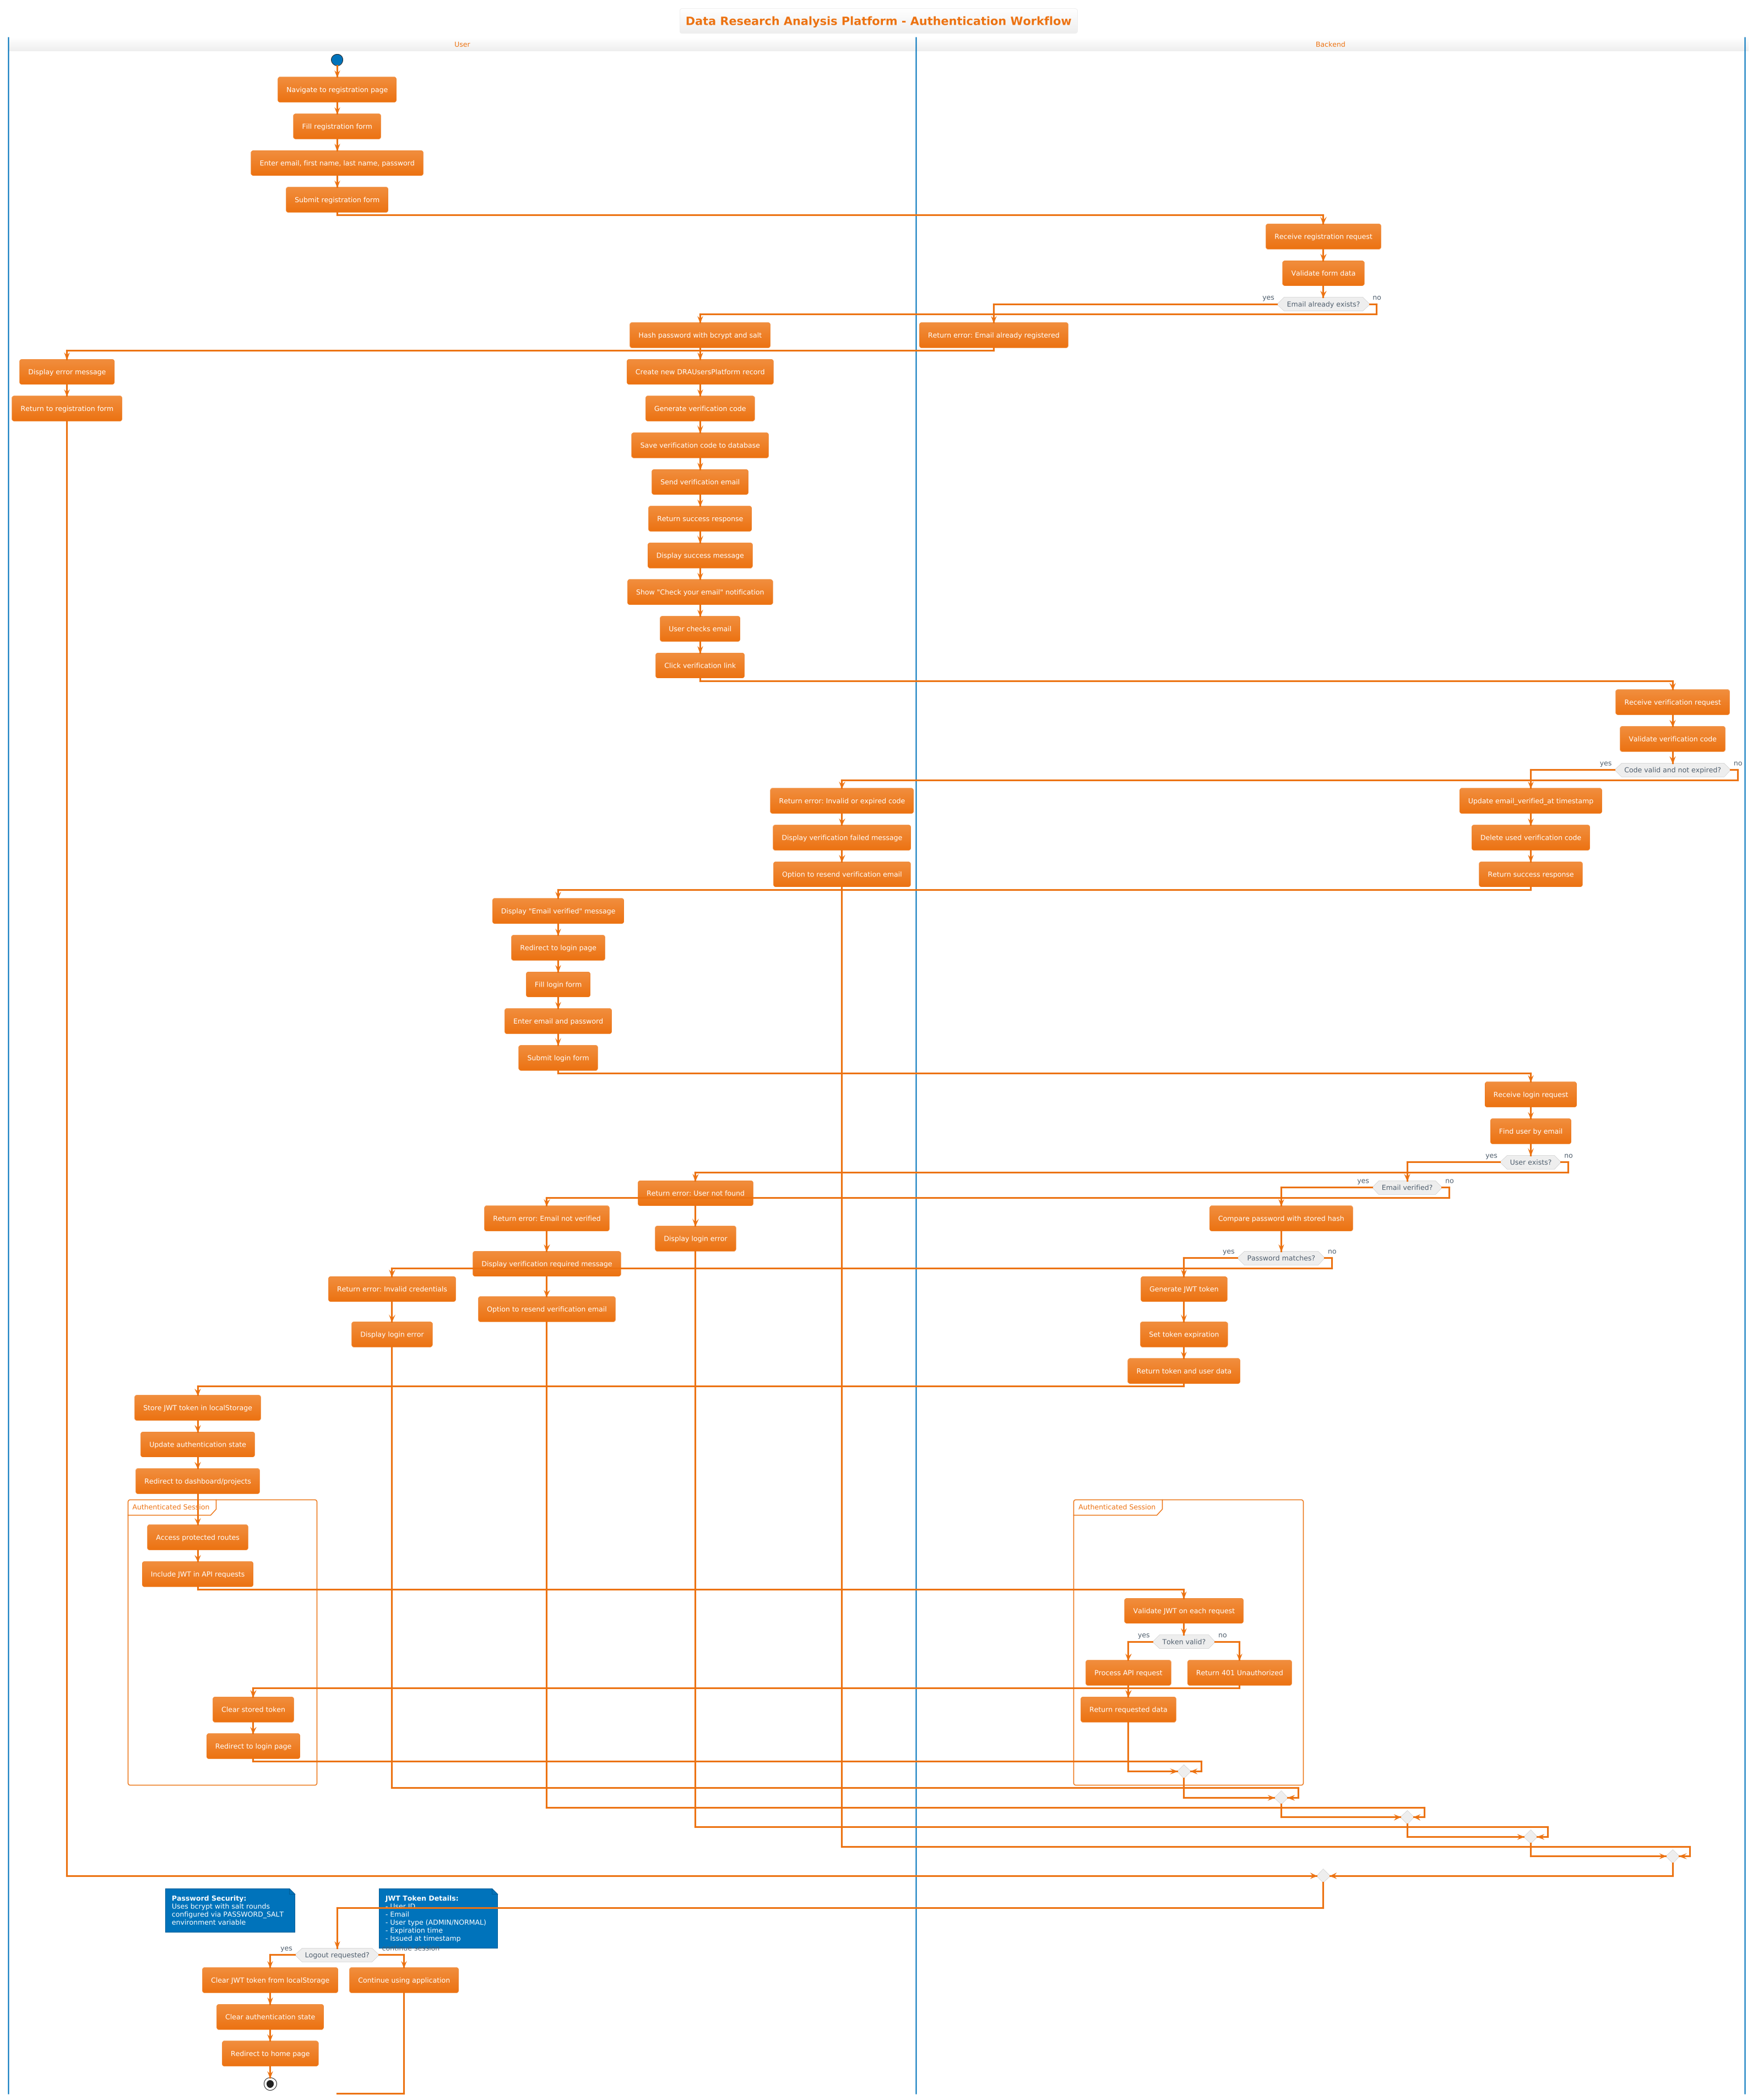 Data Research Analysis Platform - Authentication Workflow
User
Backend
Navigate to registration page
Fill registration form
Enter email, first name, last name, password
Submit registration form
Receive registration request
Validate form data
yes
Email already exists?
no
Hash password with bcrypt and salt
Return error: Email already registered
Display error message
Create new DRAUsersPlatform record
Return to registration form
Generate verification code
Save verification code to database
Send verification email
Return success response
Display success message
Show "Check your email" notification
User checks email
Click verification link
Receive verification request
Validate verification code
yes
Code valid and not expired?
no
Return error: Invalid or expired code
Update email_verified_at timestamp
Display verification failed message
Delete used verification code
Option to resend verification email
Return success response
Display "Email verified" message
Redirect to login page
Fill login form
Enter email and password
Submit login form
Receive login request
Find user by email
yes
User exists?
no
Return error: User not found
yes
Email verified?
no
Return error: Email not verified
Compare password with stored hash
Display login error
yes
Password matches?
no
Display verification required message
Return error: Invalid credentials
Generate JWT token
Option to resend verification email
Display login error
Set token expiration
Return token and user data
Store JWT token in localStorage
Update authentication state
Redirect to dashboard/projects
Authenticated Session
Authenticated Session
Access protected routes
Include JWT in API requests
Validate JWT on each request
yes
Token valid?
no
Process API request
Return 401 Unauthorized
Clear stored token
Return requested data
Redirect to login page
Password Security:
Uses bcrypt with salt rounds
configured via PASSWORD_SALT
environment variable
JWT Token Details:
- User ID
- Email
- User type (ADMIN/NORMAL)
- Expiration time
- Issued at timestamp
yes
Logout requested?
continue session
Clear JWT token from localStorage
Continue using application
Clear authentication state
Redirect to home page